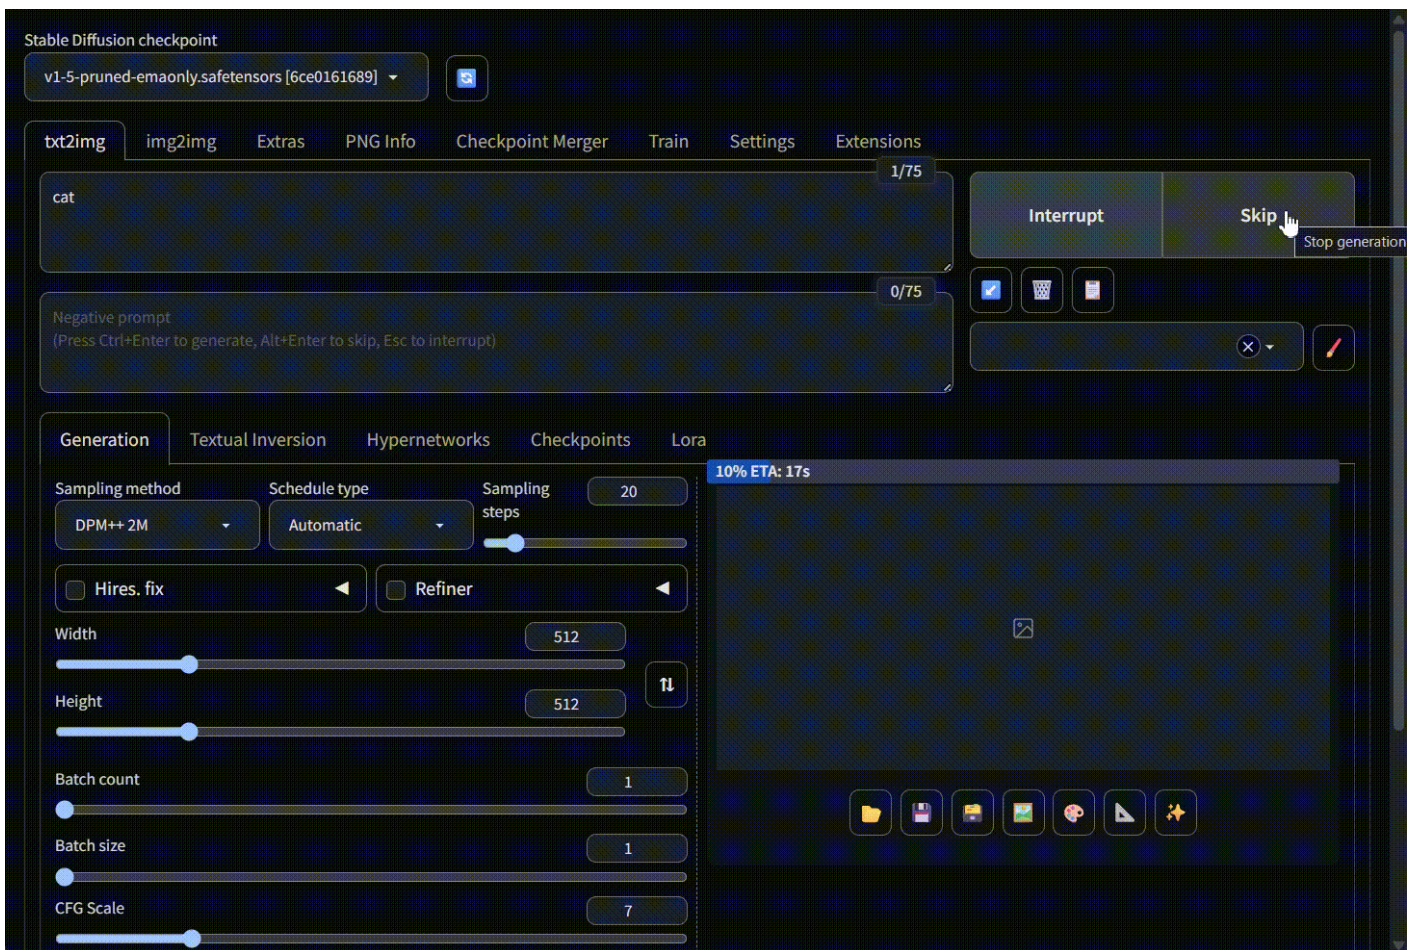 Stable Diffusion checkpoint
v1-5-pruned-emaonly.safetensors [6ce0161689]
txt2img
img2img
Extras
PNG Info
Checkpoint Merger
Train
Settings
Extensions
1/75
cat
Interrupt
Skip
Stop generation
0/75
Negative prompt
(Press Ctrl+Enter to generate, Alt+Enter to skip, Esc to interrupt)
Generation
Textual Inversion
Hypernetworks
Checkpoints
Lora
10% ETA: 17s
Sampling method
DPM++ 2M
Schedule type
Automatic
Sampling
steps
20
Hires. fix
Refiner
Width
512
Height
512
Batch count
1
Batch size
1
CFG Scale
7